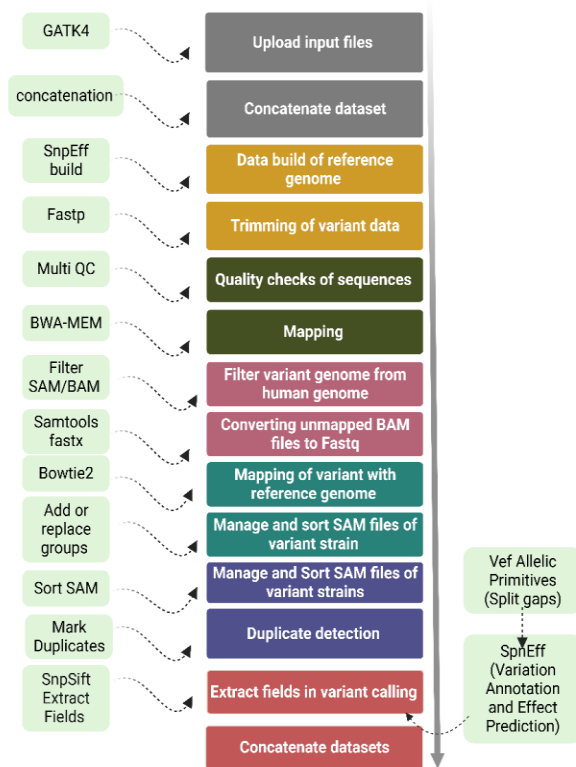 GATK4
Upload input files
concatenation
Concatenate dataset
SnpEff
build
Data build of reference
genome
Fastp
Trimming of variant data
Multi QC
Quality checks of sequences
BWA-MEM
Mapping
Filter
SAM/BAM
Filter variant genome from
human genome
Samtools
fastx
Converting unmapped BAM
files to Fastq
Bowtie2
Mapping of variant with
reference genome
Add or
replace
groups
Manage and sort SAM files of
variant strain
Sort SAM
Manage and Sort SAM files of
variant strains
Mark
Duplicates
Duplicate detection
SnpSift
Extract
Fields
Extract fields in variant calling
Concatenate datasets
Vef Allelic
Primitives
(Split gaps)
SpnEff
(Variation
Annotation
and Effect
Prediction)